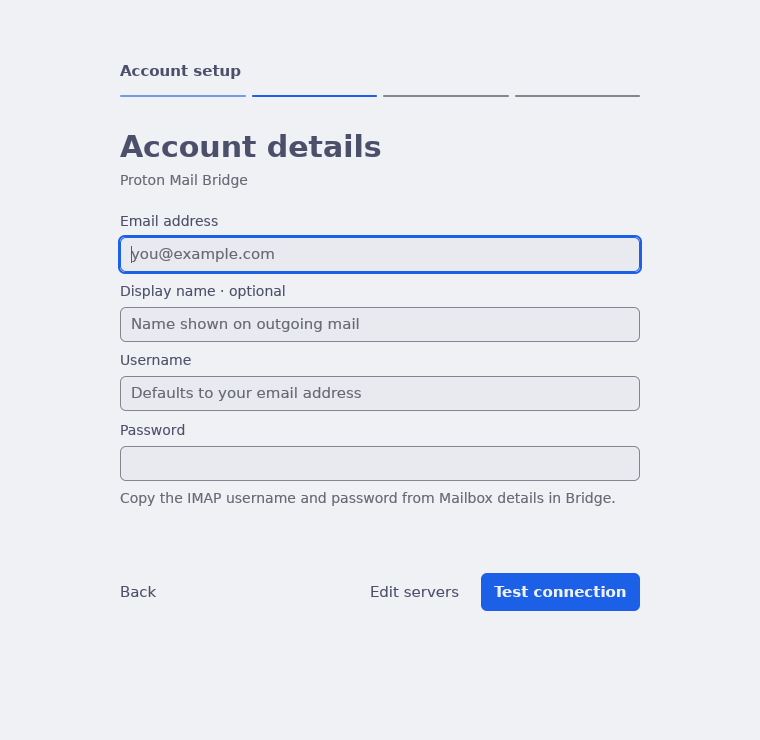 Account setup
Account details
Proton Mail Bridge
Email address
you@example.com
Display name · optional
Name shown on outgoing mail
Username
Defaults to your email address
Password
Copy the IMAP username and password from Mailbox details in Bridge.
Back
Edit servers
Test connection